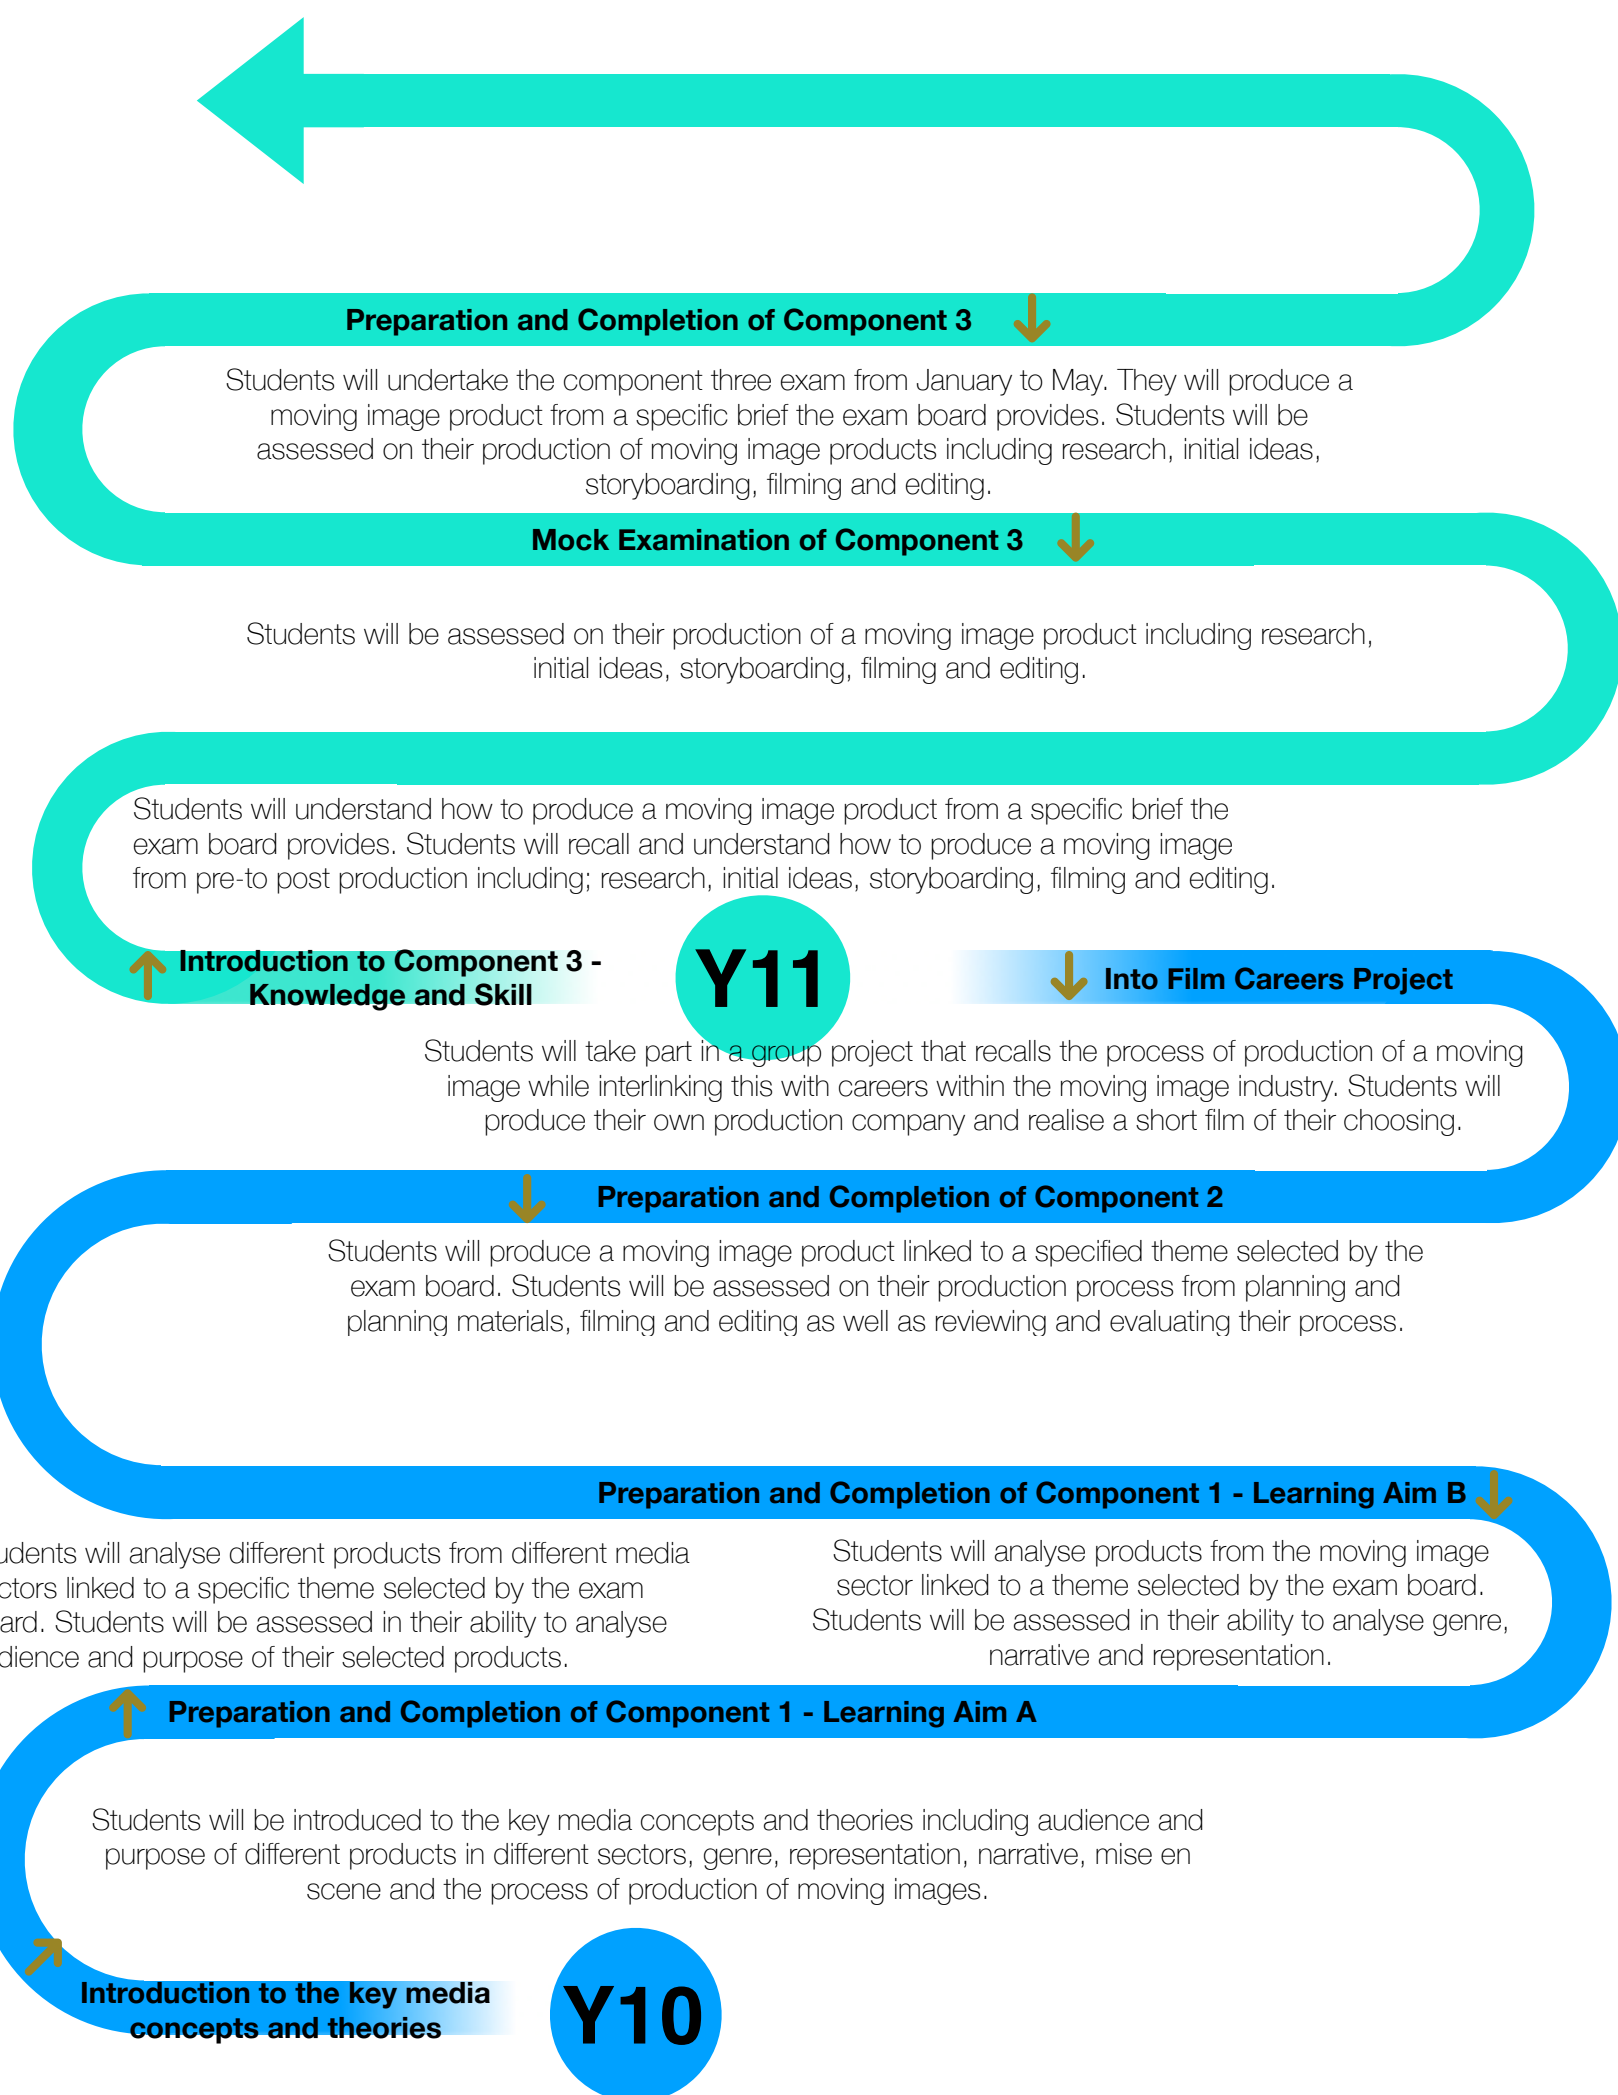 Preparation and Completion of Component 3
Students will undertake the component three exam from January to May. They will produce a
moving image product from a specific brief the exam board provides. Students will be
assessed on their production of moving image products including research, initial ideas,
storyboarding, filming and editing.
Mock Examination of Component 3
Students will be assessed on their production of a moving image product including research,
initial ideas, storyboarding, filming and editing.
Students will understand how to produce a moving image product from a specific brief the
exam board provides. Students will recall and understand how to produce a moving image
from pre-to post production including; research, initial ideas, storyboarding, filming and editing.
Introduction to Component 3 -
Knowledge and Skill
Y11
Into Film Careers Project
Students will take part in a group project that recalls the process of production of a moving
image while interlinking this with careers within the moving image industry. Students will
produce their own production company and realise a short film of their choosing.
Preparation and Completion of Component 2
Students will produce a moving image product linked to a specified theme selected by the
exam board. Students will be assessed on their production process from planning and
planning materials, filming and editing as well as reviewing and evaluating their process.
Preparation and Completion of Component 1 - Learning Aim B
udents will analyse different products from different media
ctors linked to a specific theme selected by the exam
ard. Students will be assessed in their ability to analyse
dience and purpose of their selected products.
Students will analyse products from the moving image
sector linked to a theme selected by the exam board.
Students will be assessed in their ability to analyse genre,
narrative and representation.
Preparation and Completion of Component 1 - Learning Aim A
Students will be introduced to the key media concepts and theories including audience and
purpose of different products in different sectors, genre, representation, narrative, mise en
scene and the process of production of moving images.
Introduction to the key media
concepts and theories
Y10